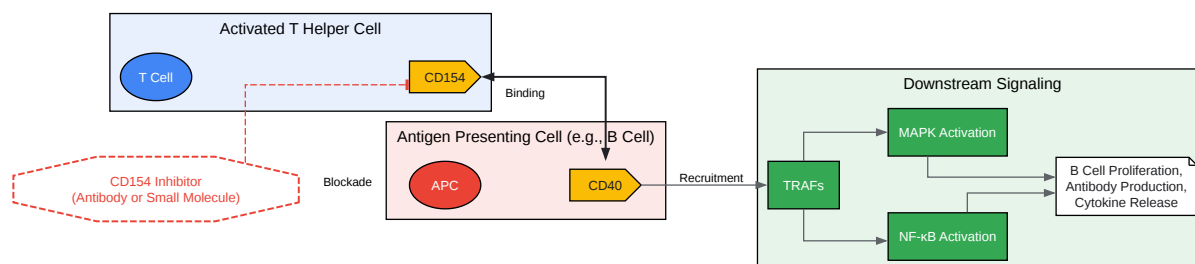 Activated T Helper Cell
T Cell
CD154
Binding
Antigen Presenting Cell (e.g., B Cell)
APC
CD40
CD154 Inhibitor
(Antibody or Small Molecule)
Blockade
Recruitment
Downstream Signaling
TRAFs
MAPK Activation
NF-κB Activation
B Cell Proliferation,
Antibody Production,
Cytokine Release